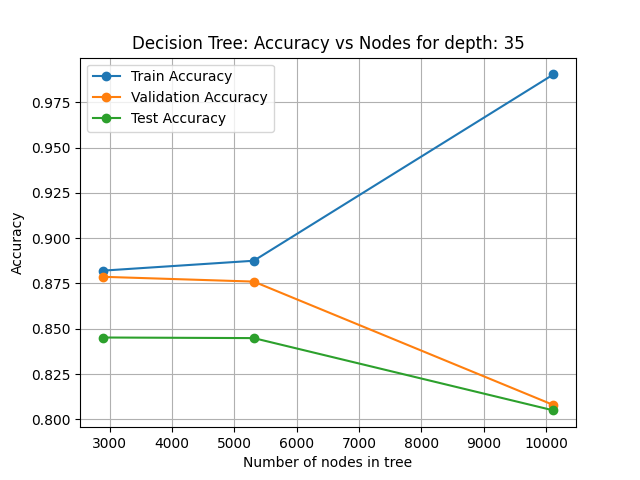 Decision Tree: Accuracy vs Nodes for depth: 35
Train Accuracy
Validation Accuracy
Test Accuracy
0.975
0.950
0.925
0.900
0.875
0.850
0.825
0.800
Accuracy
3000 4000 5000 6000 7000 8000 9000 10000
Number of nodes in tree